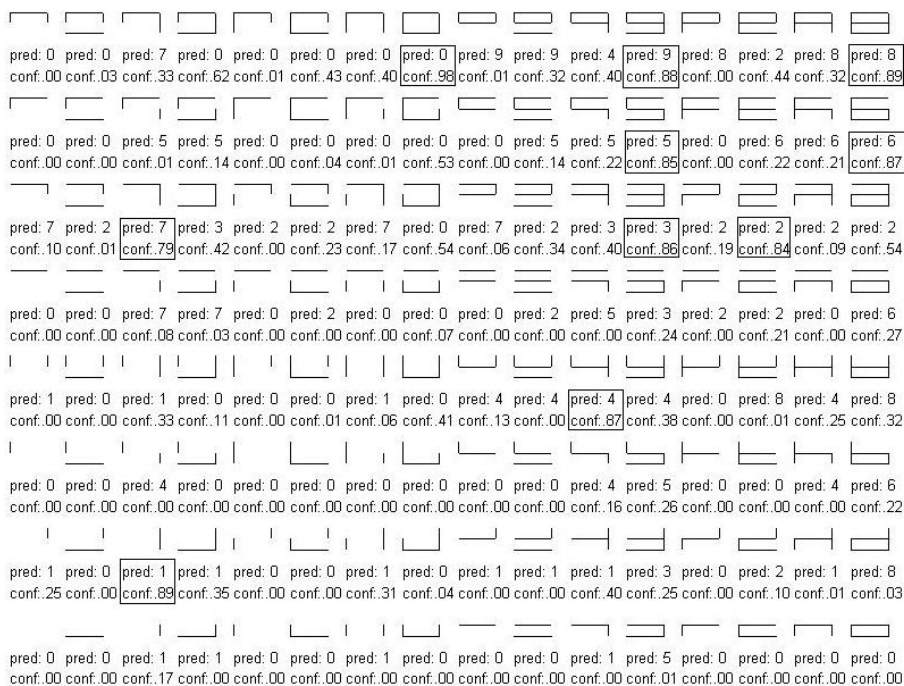 pred: 0 pred: 0 pred: 7 pred: 0 pred: 0 pred: 0 pred: 0 pred: 0 pred: 9 pred: 9 pred: 4 pred: 9 pred: 8 pred: 2 pred: 8 pred: 8
conf:.00 conf:.03 conf:.33 conf:.62 conf:.01 conf:.43 conf:.40 conf:.98 conf:.01 conf:.32 conf:.40 conf:.88 conf:.00 conf:.44 conf:.32 conf:.89
pred: 0 pred: 0 pred: 5 pred: 5 pred: 0 pred: 0 pred: 0 pred: 0 pred: 0 pred: 5 pred: 5 pred: 5 pred: 0 pred: 6 pred: 6 pred: 6
conf:.00 conf:.00 conf:.01 conf:.14 conf:.00 conf:.04 conf:.01 conf:.53 conf:.00 conf:.14 conf:.22 conf:.85 conf:.00 conf:.22 conf:.21 conf:.87
pred: 7 pred: 2 pred: 7 pred: 3 pred: 2 pred: 2 pred: 7 pred: 0 pred: 7 pred: 2 pred: 3 pred: 3 pred: 2 pred: 2 pred: 2 pred: 2
conf:.10 conf:.01 conf:.79 conf:.42 conf:.00 conf:.23 conf:.17 conf:.54 conf:.06 conf:.34 conf:.40 conf:.86 conf:.19 conf:.84 conf:.09 conf:.54
pred: 0 pred: 0 pred: 7 pred: 7 pred: 0 pred: 2 pred: 0 pred: 0 pred: 0 pred: 2 pred: 5 pred: 3 pred: 2 pred: 2 pred: 0 pred: 6
conf:.00 conf:.00 conf:.08 conf:.03 conf:.00 conf:.00 conf:.00 conf:.07 conf:.00 conf:.00 conf:.00 conf:.24 conf:.00 conf:.21 conf:.00 conf:.27
pred: 1 pred: 0 pred: 1 pred: 0 pred: 0 pred: 0 pred: 1 pred: 0 pred: 4 pred: 4 pred: 4 pred: 4 pred: 0 pred: 8 pred: 4 pred: 8
conf:.00 conf:.00 conf:.33 conf:.11 conf:.00 conf:.01 conf:.06 conf:.41 conf:.13 conf:.00 conf:.87 conf:.38 conf:.00 conf:.01 conf:.25 conf:.32
pred: 0 pred: 0 pred: 4 pred: 0 pred: 0 pred: 0 pred: 0 pred: 0 pred: 0 pred: 0 pred: 4 pred: 5 pred: 0 pred: 0 pred: 4 pred: 6
conf:.00 conf:.00 conf:.00 conf:.00 conf:.00 conf:.00 conf:.00 conf:.00 conf:.00 conf:.00 conf:.16 conf:.26 conf:.00 conf:.00 conf:.00 conf:.22
pred: 1 pred: 0 pred: 1 pred: 1 pred: 0 pred: 0 pred: 1 pred: 0 pred: 1 pred: 1 pred: 1 pred: 3 pred: 0 pred: 2 pred: 1 pred: 8
conf:.25 conf:.00 conf:.89 conf:.35 conf:.00 conf:.00 conf:.31 conf:.04 conf:.00 conf:.00 conf:.40 conf:.25 conf:.00 conf:.10 conf:.01 conf:.03
pred: 0 pred: 0 pred: 1 pred: 1 pred: 0 pred: 0 pred: 1 pred: 0 pred: 0 pred: 0 pred: 1 pred: 5 pred: 0 pred: 0 pred: 0 pred: 0
conf:.00 conf:.00 conf:.17 conf:.00 conf:.00 conf:.00 conf:.00 conf:.00 conf:.00 conf:.00 conf:.00 conf:.01 conf:.00 conf:.00 conf:.00 conf:.00